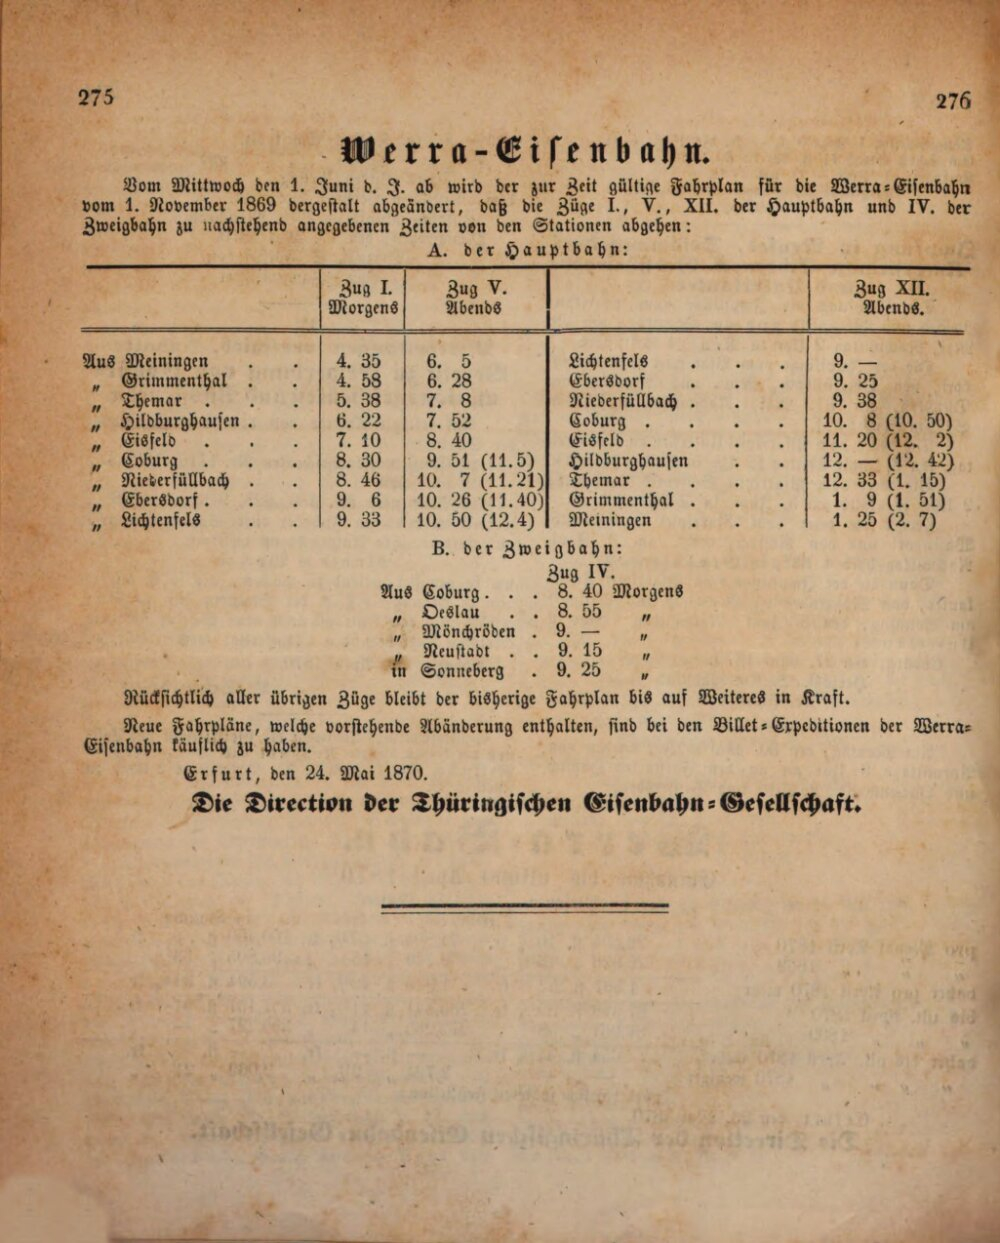 275
276
Werra-Eisenbahn.
Vom Mittwoch den 1. Juni d. J. ab wird der zur Zeit gültige Fahrplan für die Werra-Eisenbahn
vom 1. November 1869 dergestalt abgeändert, daß die Züge I., V., XII. der Hauptbahn und IV. der
Zweigbahn zu nachstehend angegebenen Zeiten von den Stationen abgehen:
A. der Hauptbahn:
Zug I. Zug V. Zug XII.
Morgens Abends Abends.
Aus Meiningen . . 4. 35 6. 5 Lichtenfels . . . 9. —
„ Grimmenthal . . 4. 58 6. 28 Ebersdorf . . . 9. 25
„ Themar . . . 5. 38 7. 8 Niederfüllbach . . . 9. 38
„ Hildburghausen . . 6. 22 7. 52 Coburg . . . . 10. 8 (10. 50)
„ Eisfeld . . . 7. 10 8. 40 Eisfeld . . . . 11. 20 (12. 2)
„ Coburg . . . 8. 30 9. 51 (11.5) Hildburghausen . . 12. — (12. 42)
„ Niederfüllbach . . 8. 46 10. 7 (11.21) Themar . . . . 12. 33 (1. 15)
„ Ebersdorf . . . 9. 6 10. 26 (11.40) Grimmenthal . . . 1. 9 (1. 51)
„ Lichtenfels . . 9. 33 10. 50 (12.4) Meiningen . . . 1. 25 (2. 7)
B. der Zweigbahn:
Zug IV.
Aus Coburg . . . 8. 40 Morgens
„ Oeslau . . 8. 55 „
„ Mönchröden . 9. — „
„ Neustadt . . 9. 15 „
in Sonneberg . 9. 25 „
Rücksichtlich aller übrigen Züge bleibt der bisherige Fahrplan bis auf Weiteres in Kraft.
Neue Fahrpläne, welche vorstehende Abänderung enthalten, sind bei den Billet-Expeditionen der Werra-
Eisenbahn käuflich zu haben.
Erfurt, den 24. Mai 1870.
Die Direction der Thüringischen Eisenbahn-Gesellschaft.